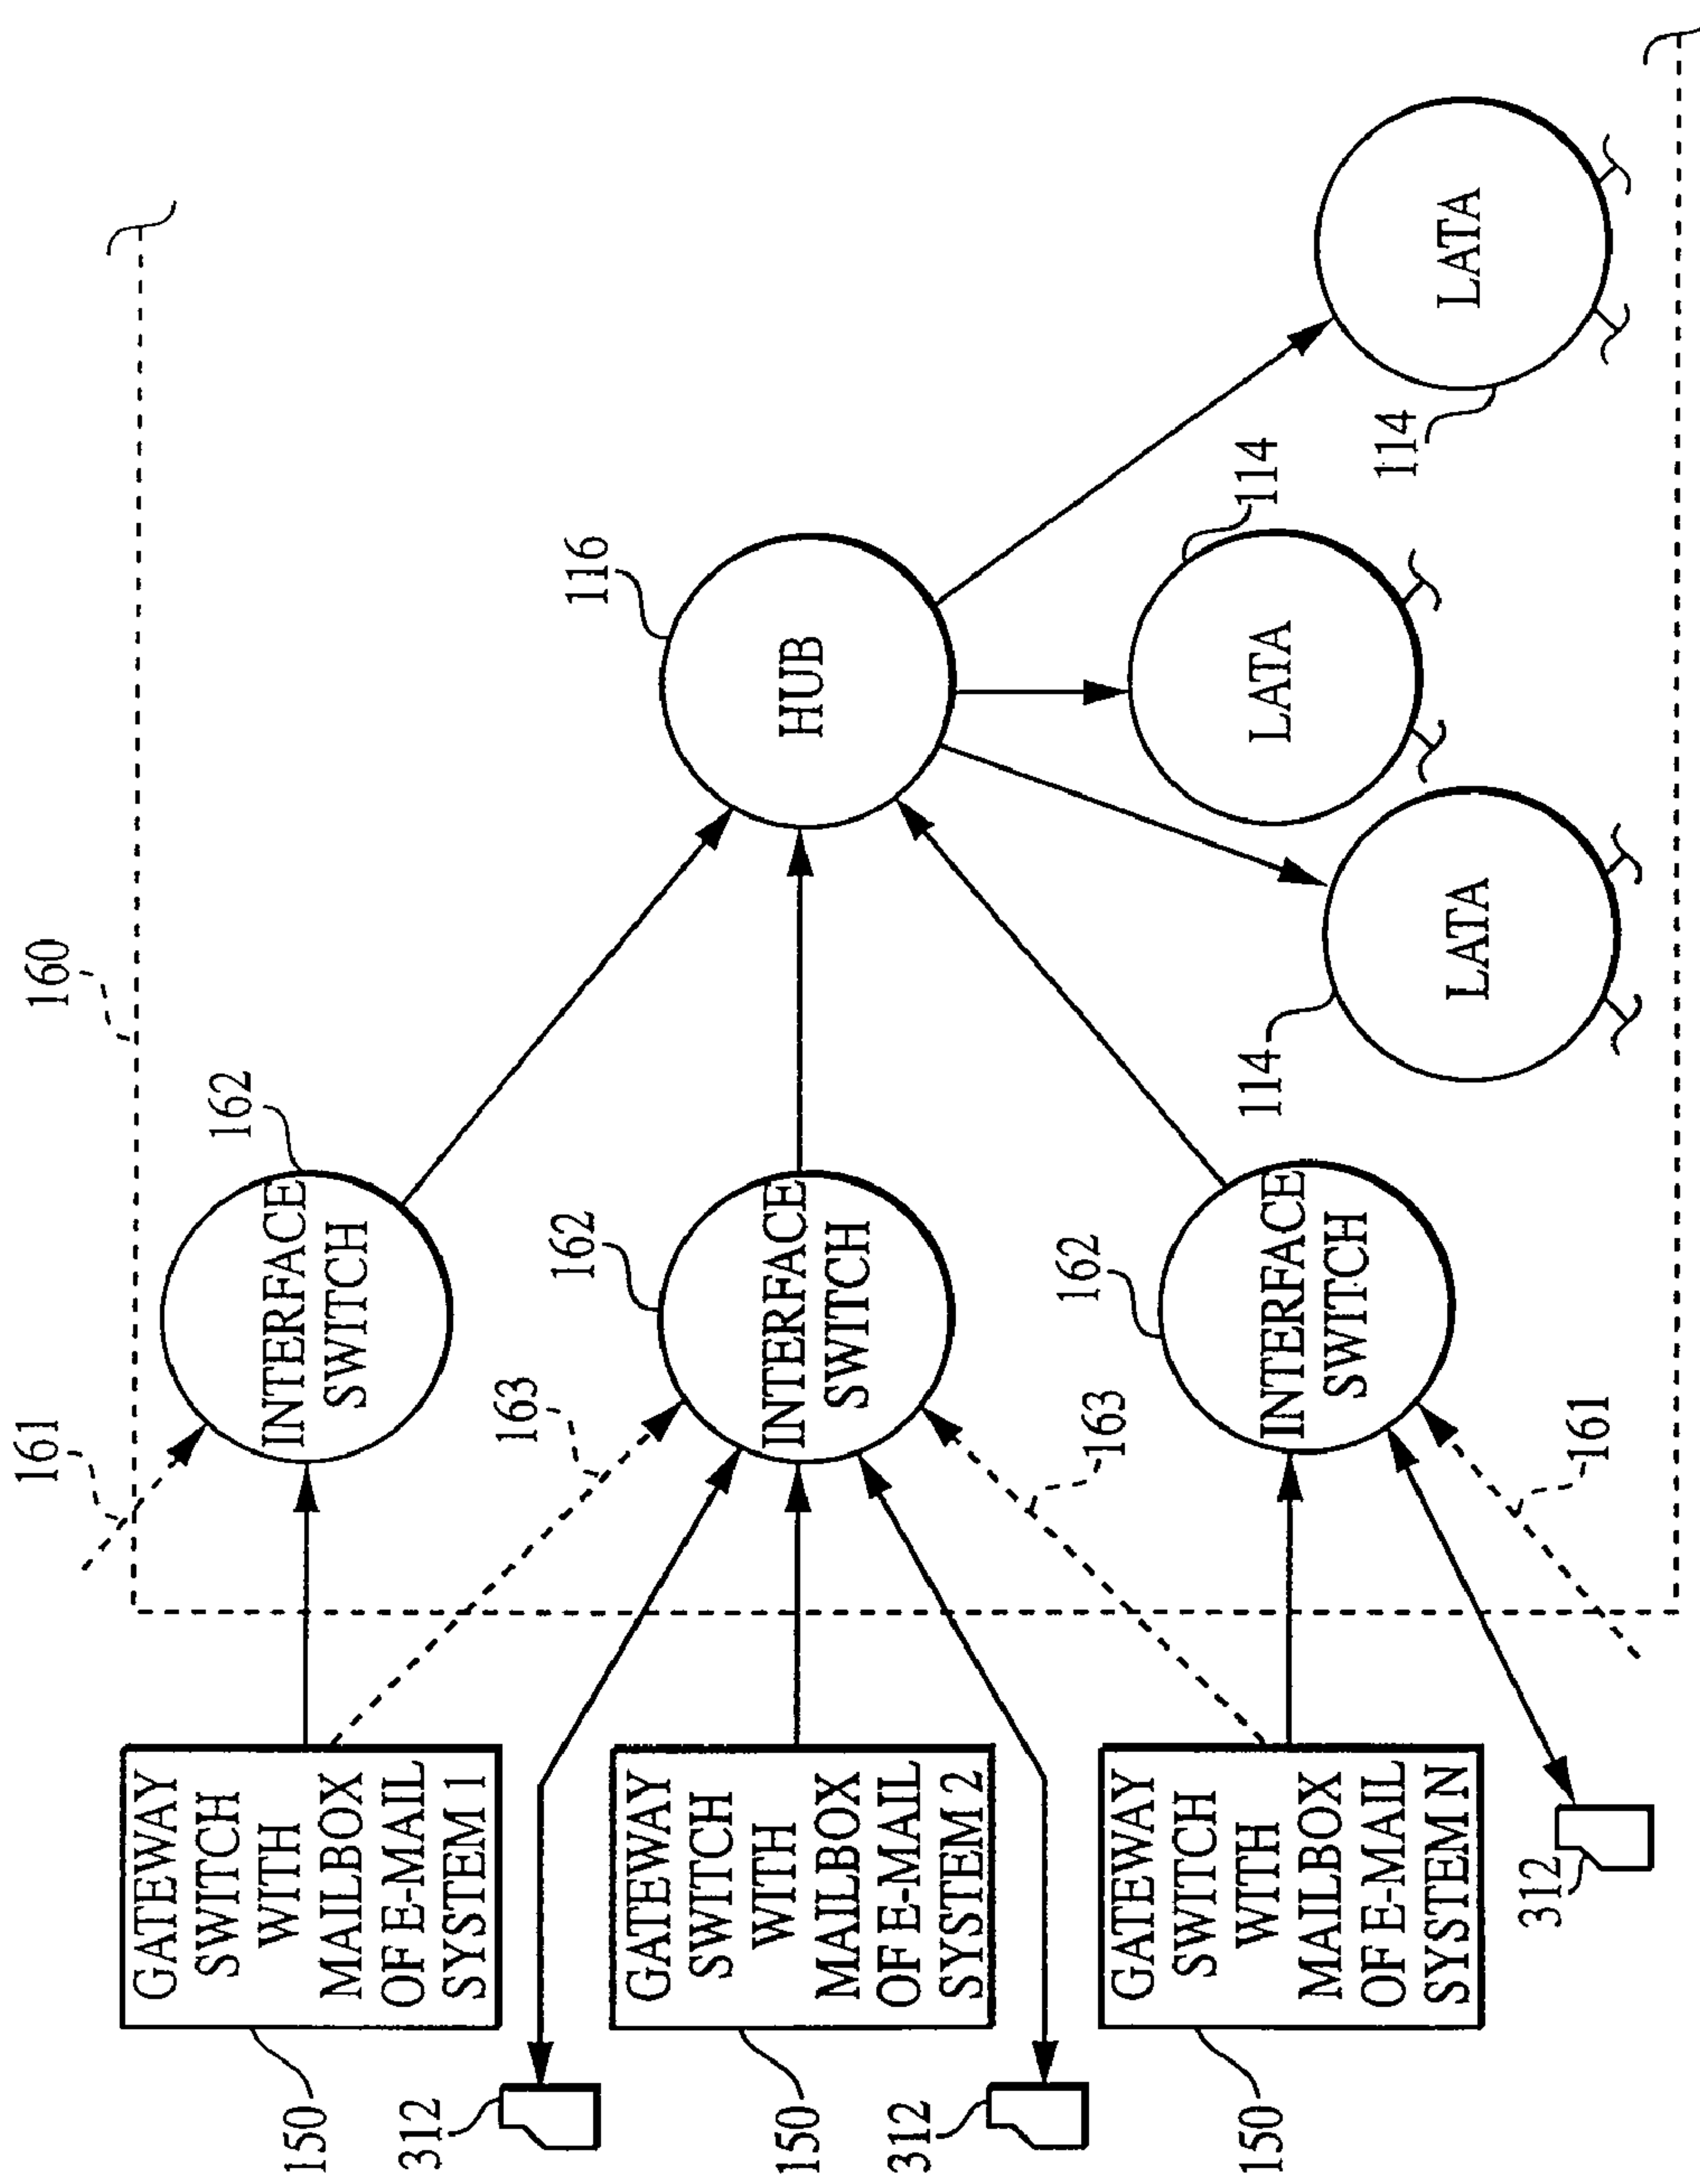 160
161
162
INTERFACE
SWITCH
GATEWAY
SWITCH
WITH
MAILBOX
OF E-MAIL
SYSTEM 1
150
163
312
116
HUB
162
INTERFACE
SWITCH
GATEWAY
SWITCH
WITH
MAILBOX
OF E-MAIL
SYSTEM 2
150
312
163
162
INTERFACE
SWITCH
GATEWAY
SWITCH
WITH
MAILBOX
OF E-MAIL
SYSTEM N
150
161
312
114
LATA
114
LATA
114
LATA